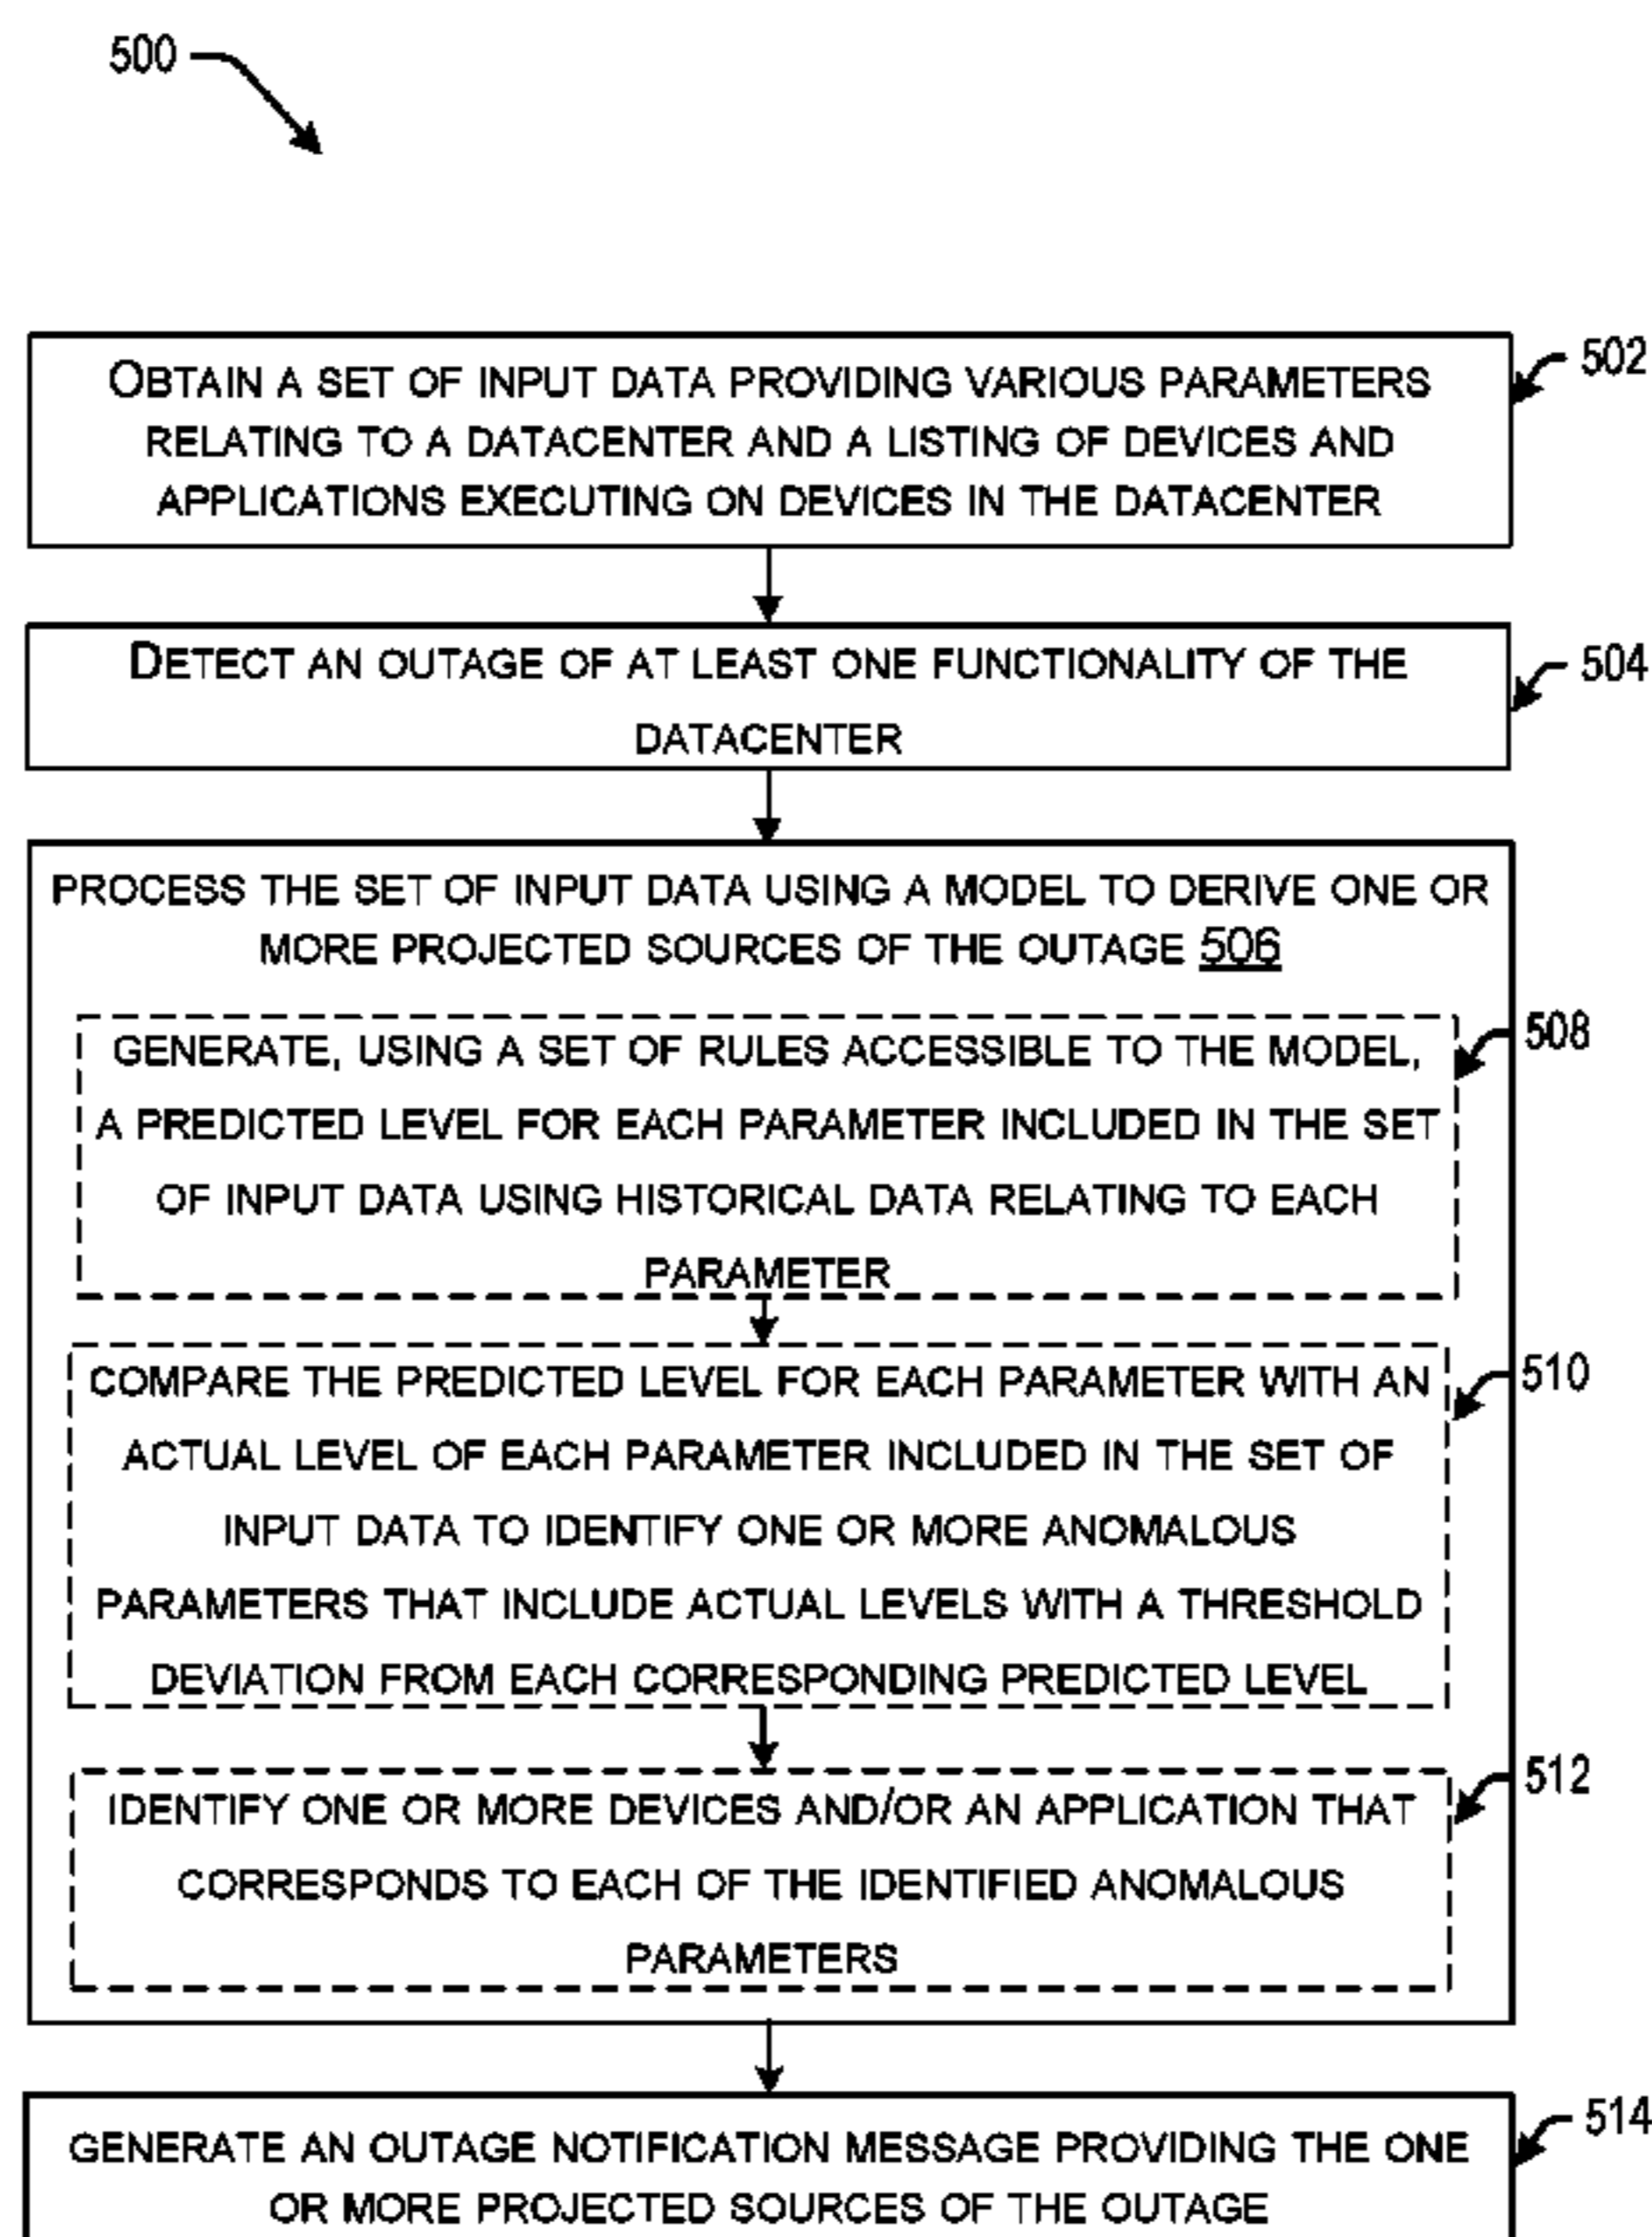 500
OBTAIN A SET OF INPUT DATA PROVIDING VARIOUS PARAMETERS
RELATING TO A DATACENTER AND A LISTING OF DEVICES AND
APPLICATIONS EXECUTING ON DEVICES IN THE DATACENTER
502
DETECT AN OUTAGE OF AT LEAST ONE FUNCTIONALITY OF THE
DATACENTER
504
PROCESS THE SET OF INPUT DATA USING A MODEL TO DERIVE ONE OR
MORE PROJECTED SOURCES OF THE OUTAGE 506
GENERATE, USING A SET OF RULES ACCESSIBLE TO THE MODEL,
A PREDICTED LEVEL FOR EACH PARAMETER INCLUDED IN THE SET
OF INPUT DATA USING HISTORICAL DATA RELATING TO EACH
PARAMETER
508
COMPARE THE PREDICTED LEVEL FOR EACH PARAMETER WITH AN
ACTUAL LEVEL OF EACH PARAMETER INCLUDED IN THE SET OF
INPUT DATA TO IDENTIFY ONE OR MORE ANOMALOUS
PARAMETERS THAT INCLUDE ACTUAL LEVELS WITH A THRESHOLD
DEVIATION FROM EACH CORRESPONDING PREDICTED LEVEL
510
IDENTIFY ONE OR MORE DEVICES AND/OR AN APPLICATION THAT
CORRESPONDS TO EACH OF THE IDENTIFIED ANOMALOUS
PARAMETERS
512
GENERATE AN OUTAGE NOTIFICATION MESSAGE PROVIDING THE ONE
OR MORE PROJECTED SOURCES OF THE OUTAGE
514